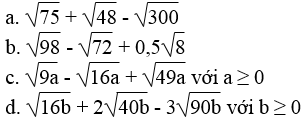 a. √75 + √48 - √300
b. √98 - √72 + 0,5√8
c. √9a - √16a + √49a với a ≥ 0
d. √16b + 2√40b - 3√90b với b ≥ 0